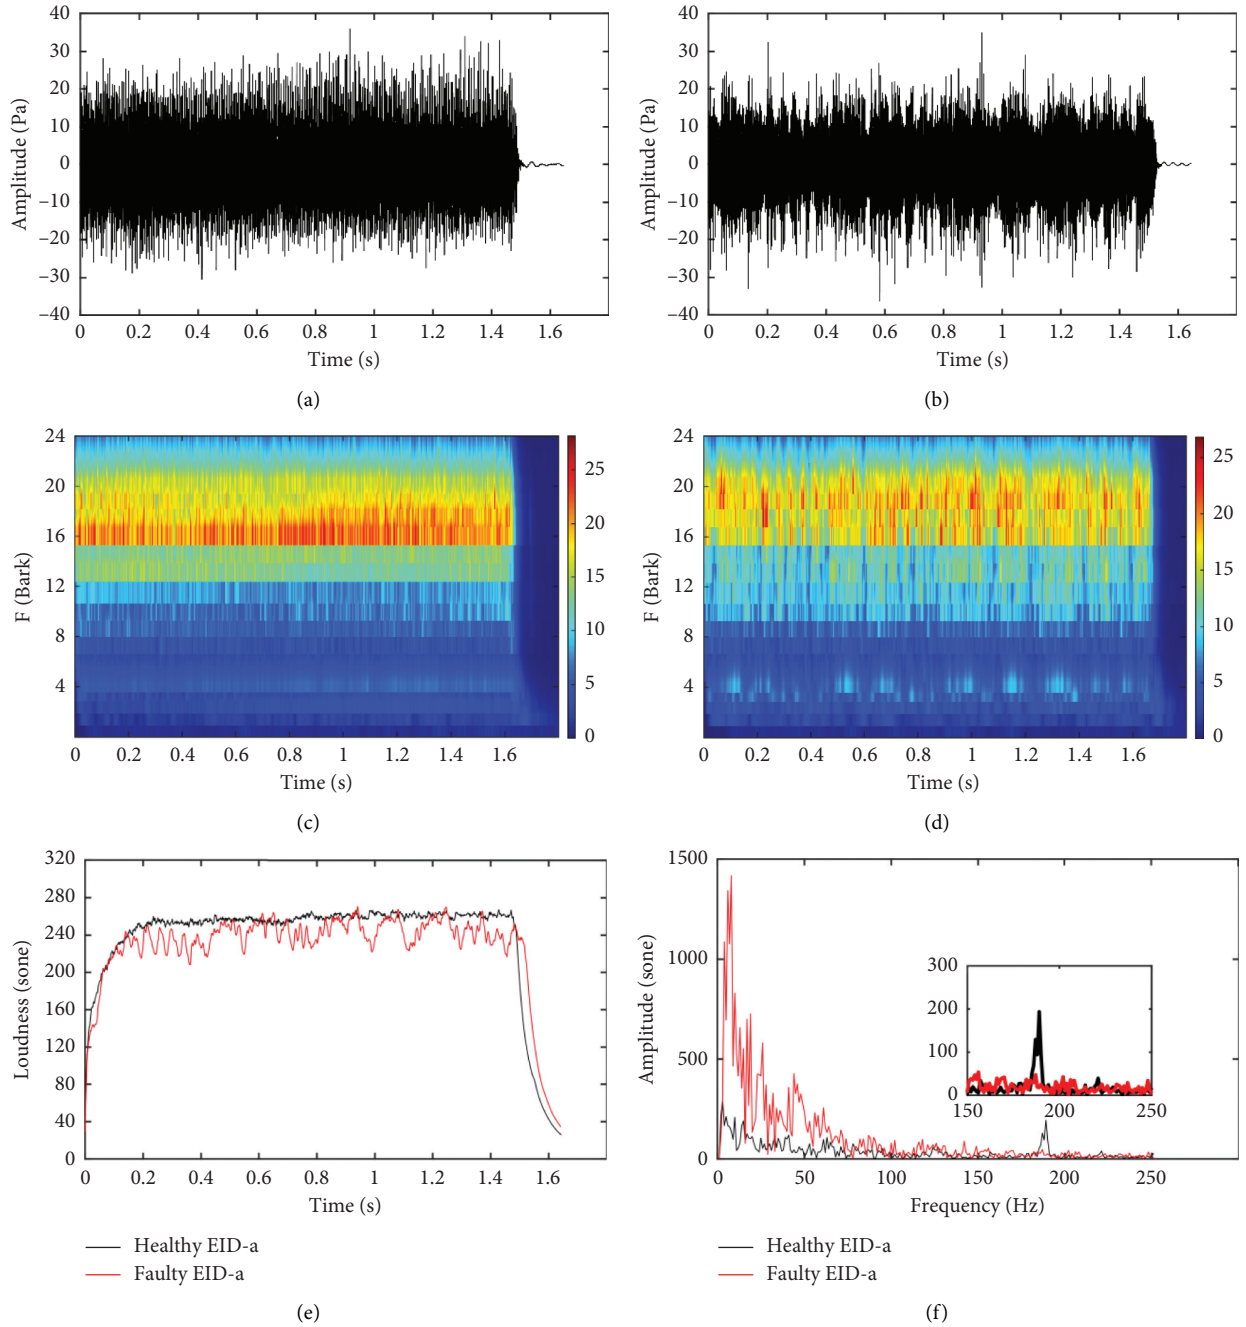 40
30
20
10
0
−10
−20
−30
−40
Amplitude (Pa)
0 0.2 0.4 0.6 0.8 1 1.2 1.4 1.6
Time (s)
(a)
40
30
20
10
0
−10
−20
−30
−40
Amplitude (Pa)
0 0.2 0.4 0.6 0.8 1 1.2 1.4 1.6
Time (s)
(b)
24
20
16
12
8
4
F (Bark)
0 0.2 0.4 0.6 0.8 1 1.2 1.4 1.6
Time (s)
25
20
15
10
5
0
(c)
24
20
16
12
8
4
F (Bark)
0 0.2 0.4 0.6 0.8 1 1.2 1.4 1.6
Time (s)
25
20
15
10
5
0
(d)
320
280
240
200
160
120
80
40
0
Loudness (sone)
0 0.2 0.4 0.6 0.8 1 1.2 1.4 1.6
Time (s)
Healthy EID-a
Faulty EID-a
(e)
1500
1000
500
0
Amplitude (sone)
300
200
100
0
150 200 250
0 50 100 150 200 250
Frequency (Hz)
Healthy EID-a
Faulty EID-a
(f)